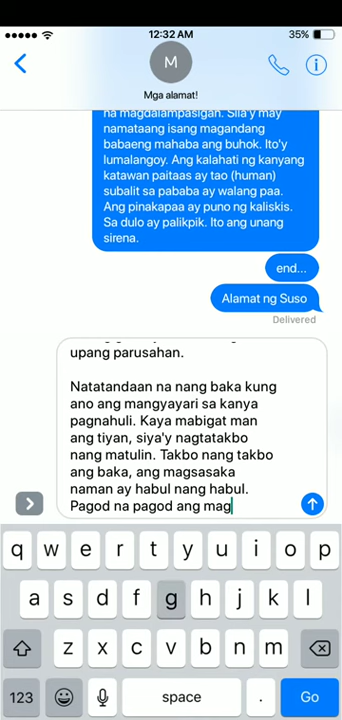 12:32 AM
35%
M
Mga alamat!
na magdalampasigan. Sila'y may
namataang isang magandang
babaeng mahaba ang buhok. Ito'y
lumalangoy. Ang kalahati ng kanyang
katawan paitaas ay tao (human)
subalit sa pababa ay walang paa.
Ang pinakapaa ay puno ng kaliskis.
Sa dulo ay palikpik. Ito ang unang
sirena.
end...
Alamat ng Suso
Delivered
upang parusahan.
Natatandaan na nang baka kung
ano ang mangyayari sa kanya
pagnahuli. Kaya mabigat man
ang tiyan, siya'y nagtatakbo
nang matulin. Takbo nang takbo
ang baka, ang magsasaka
naman ay habul nang habul.
Pagod na pagod ang mag
q w e r t y u i o p
a s d f g h j k l
z x c v b n m
123 space . Go